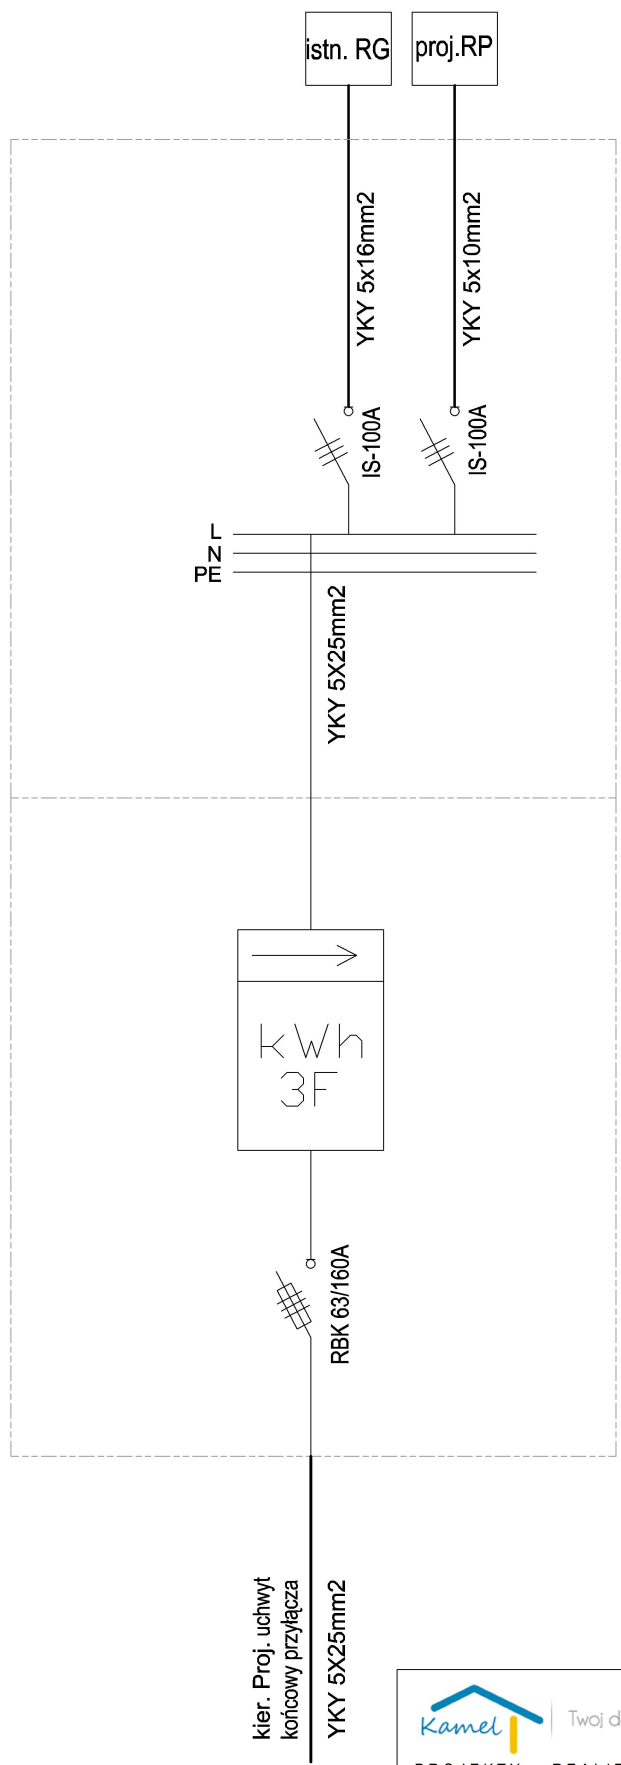 istn. RG
proj.RP
YKY 5x16mm2
YKY 5x10mm2
IS-100A
IS-100A
L
N
PE
YKY 5X25mm2
kWh
3F
RBK 63/160A
kier. Proj. uchwyt
końcowy przyłącza
YKY 5X25mm2
Kamel
Twoj d